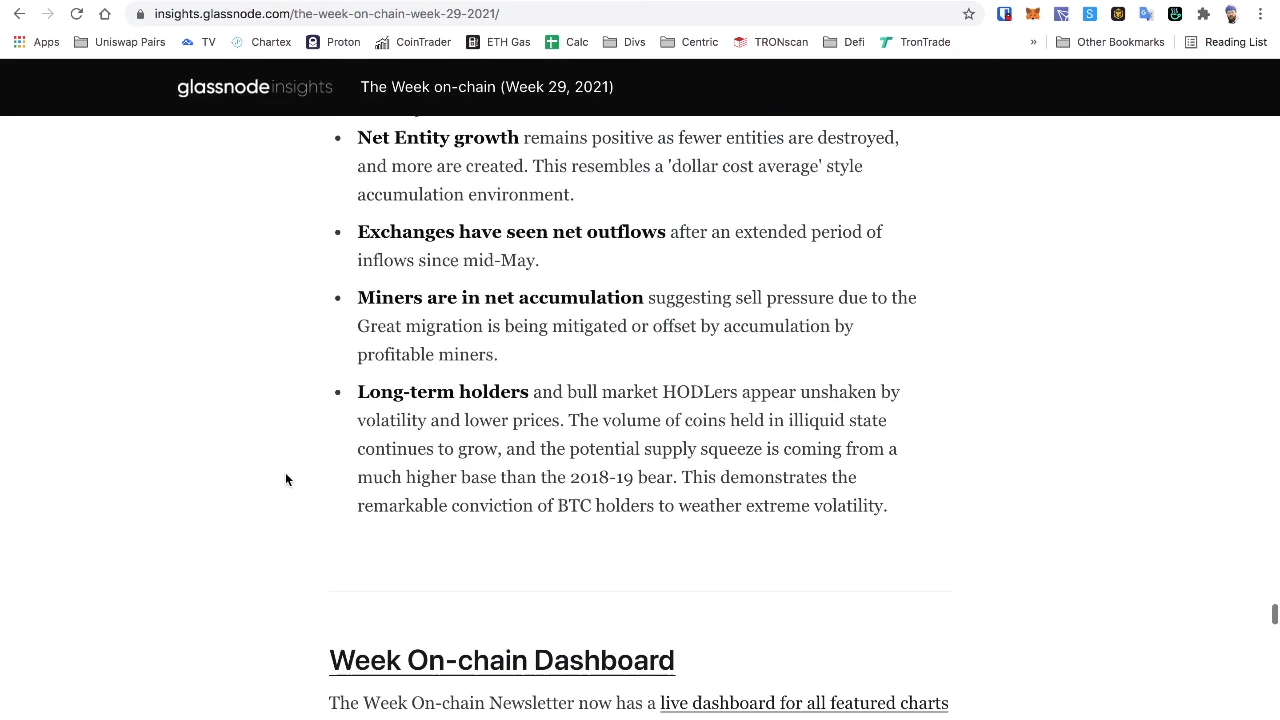 insights.glassnode.com/the-week-on-chain-week-29-2021/
Apps Uniswap Pairs TV Chartex Proton CoinTrader ETH Gas Calc Divs Centric TRONscan Defi TronTrade » Other Bookmarks Reading List
glassnodeinsights The Week on-chain (Week 29, 2021)
• Net Entity growth remains positive as fewer entities are destroyed,
and more are created. This resembles a 'dollar cost average' style
accumulation environment.
• Exchanges have seen net outflows after an extended period of
inflows since mid-May.
• Miners are in net accumulation suggesting sell pressure due to the
Great migration is being mitigated or offset by accumulation by
profitable miners.
• Long-term holders and bull market HODLers appear unshaken by
volatility and lower prices. The volume of coins held in illiquid state
continues to grow, and the potential supply squeeze is coming from a
much higher base than the 2018-19 bear. This demonstrates the
remarkable conviction of BTC holders to weather extreme volatility.
Week On-chain Dashboard
The Week On-chain Newsletter now has a live dashboard for all featured charts